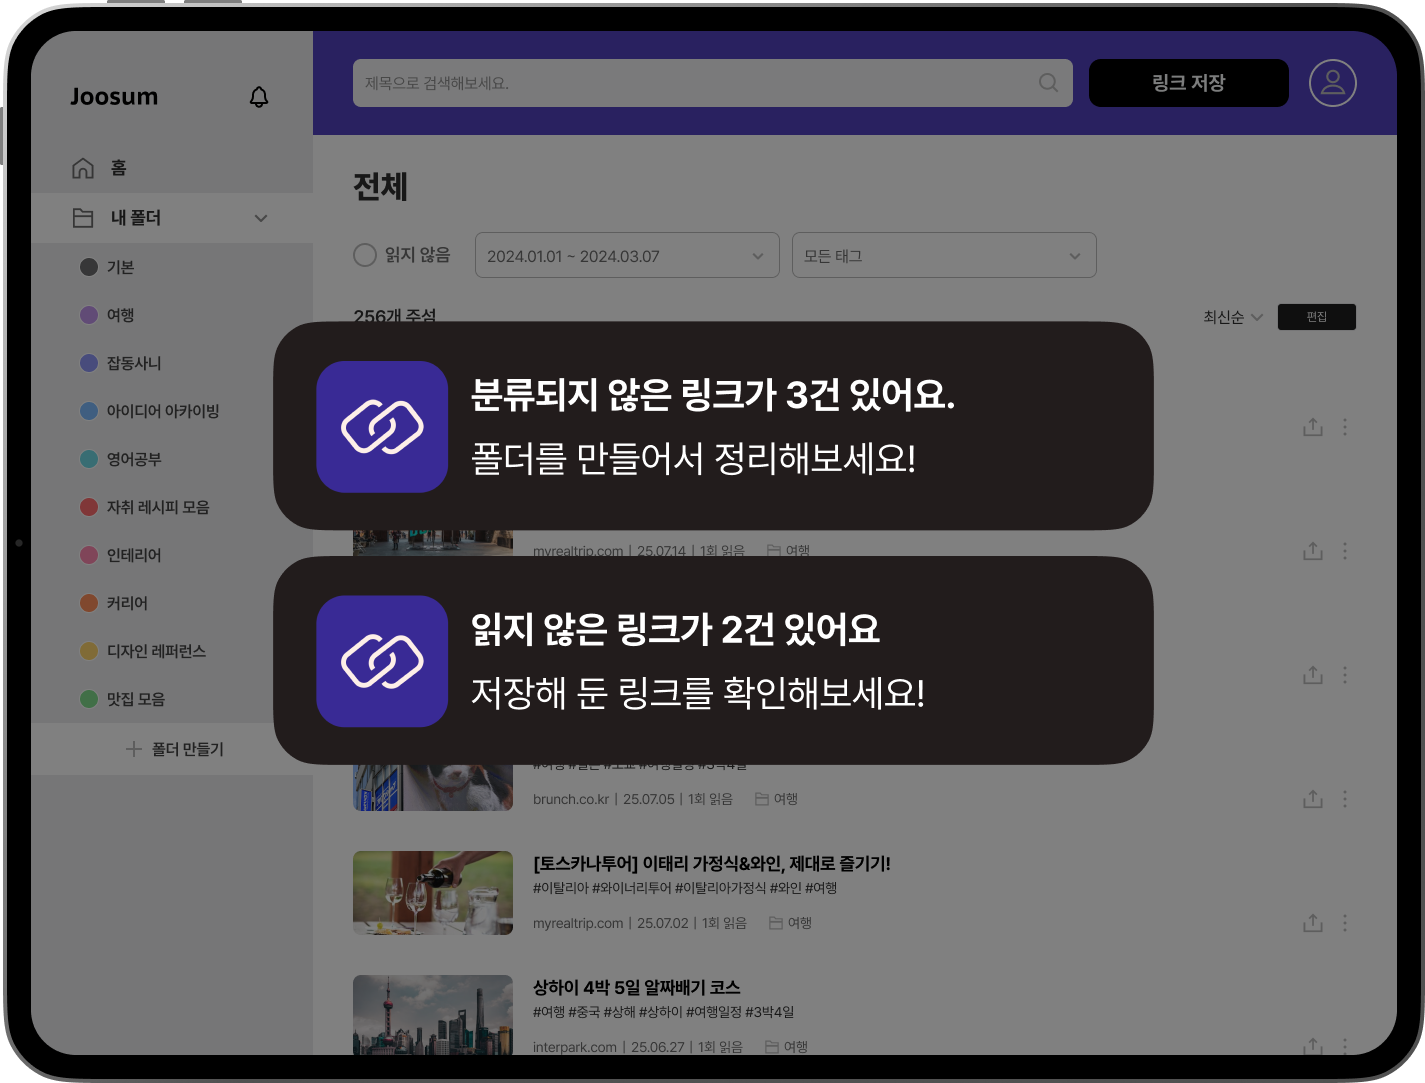 Joosum
홈
내 폴더
기본
여행
잡동사니
아이디어 아카이빙
영어공부
자취 레시피 모음
인테리어
커리어
디자인 레퍼런스
맛집 모음
폴더 만들기
제목으로 검색해보세요.
링크 저장
전체
읽지 않음
2024.01.01 ~ 2024.03.07
모든 태그
256개 주섬
최신순
편집
분류되지 않은 링크가 3건 있어요.
폴더를 만들어서 정리해보세요!
myrealtrip.com | 25.07.14 | 1회 읽음 여행
읽지 않은 링크가 2건 있어요
저장해 둔 링크를 확인해보세요!
brunch.co.kr | 25.07.05 | 1회 읽음 여행
[토스카나투어] 이태리 가정식&와인, 제대로 즐기기!
#이탈리아 #와이너리투어 #이탈리아가정식 #와인 #여행
myrealtrip.com | 25.07.02 | 1회 읽음 여행
상하이 4박 5일 알짜배기 코스
#여행 #중국 #상해 #상하이 #여행일정 #3박4일
interpark.com | 25.06.27 | 1회 읽음 여행